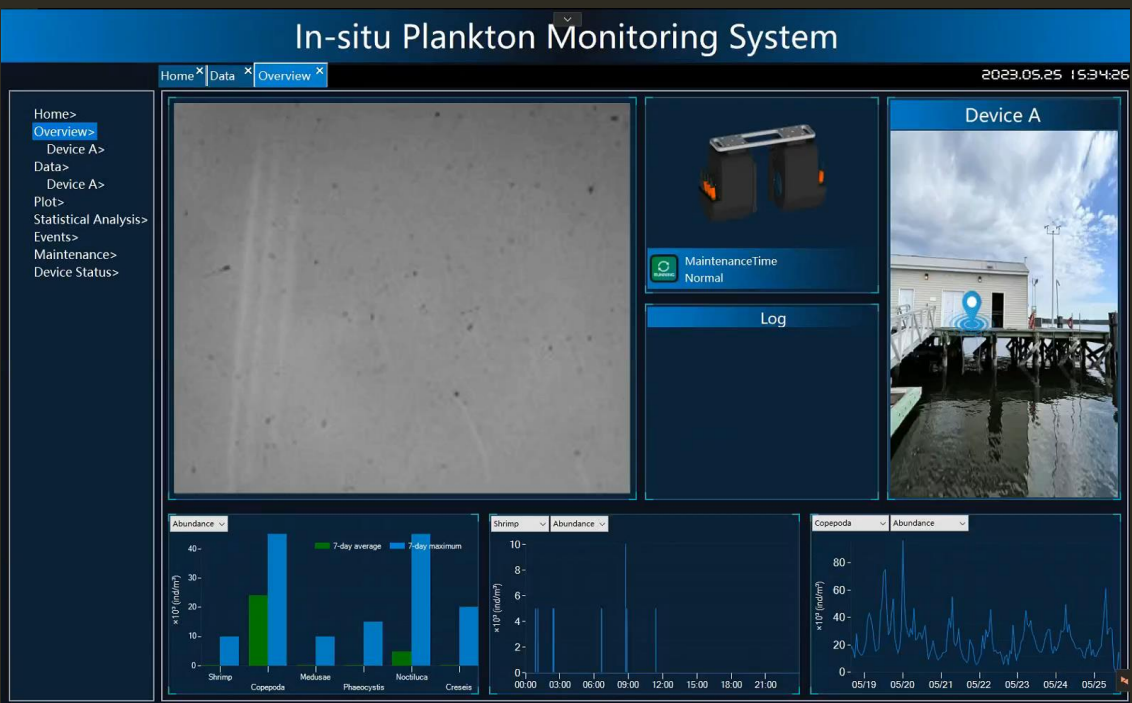 In-situ Plankton Monitoring System
Home Data Overview
2023.05.25 15:34:26
Home>
Overview>
Device A>
Data>
Device A>
Plot>
Statistical Analysis>
Events>
Maintenance>
Device Status>
MaintenanceTime
Normal
RUNNING
Log
Device A
Abundance
7-day average 7-day maximum
×10³ (ind/m³)
40
30
20
10
0
Shrimp Medusae Noctiluca
Copepoda Phaeocystis Creseis
Shrimp Abundance
×10³ (ind/m³)
10
8
6
4
2
0
00:00 03:00 06:00 09:00 12:00 15:00 18:00 21:00
Copepoda Abundance
×10³ (ind/m³)
80
60
40
20
0
05/19 05/20 05/21 05/22 05/23 05/24 05/25